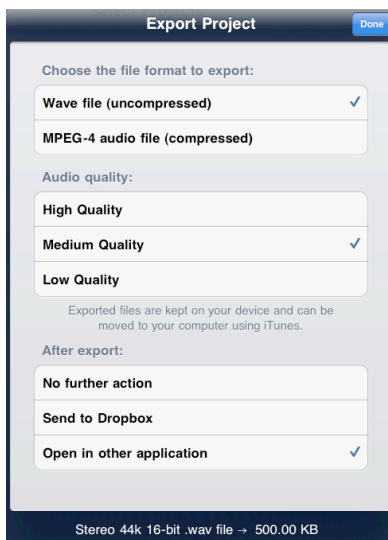 Export Project
Done
Choose the file format to export:
Wave file (uncompressed)
MPEG-4 audio file (compressed)
Audio quality:
High Quality
Medium Quality
Low Quality
Exported files are kept on your device and can be
moved to your computer using iTunes.
After export:
No further action
Send to Dropbox
Open in other application
Stereo 44k 16-bit .wav file → 500.00 KB